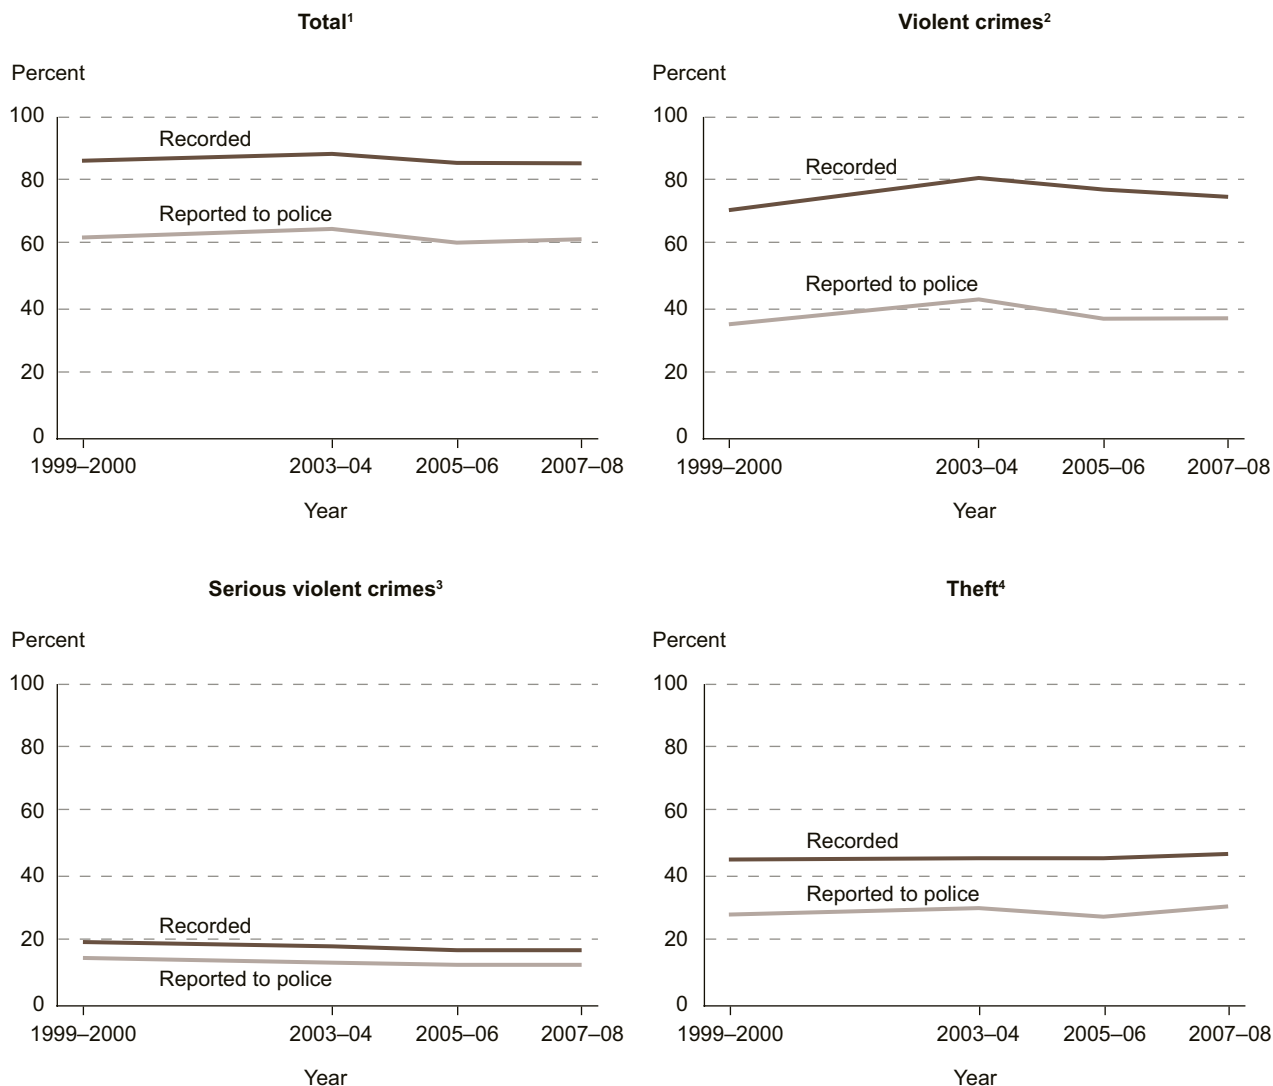 Total¹
Percent
100
80
60
40
20
0
Recorded
Reported to police
1999–2000 2003–04 2005–06 2007–08
Year
Violent crimes²
Percent
100
80
60
40
20
0
Recorded
Reported to police
1999–2000 2003–04 2005–06 2007–08
Year
Serious violent crimes³
Percent
100
80
60
40
20
0
Recorded
Reported to police
1999–2000 2003–04 2005–06 2007–08
Year
Theft⁴
Percent
100
80
60
40
20
0
Recorded
Reported to police
1999–2000 2003–04 2005–06 2007–08
Year